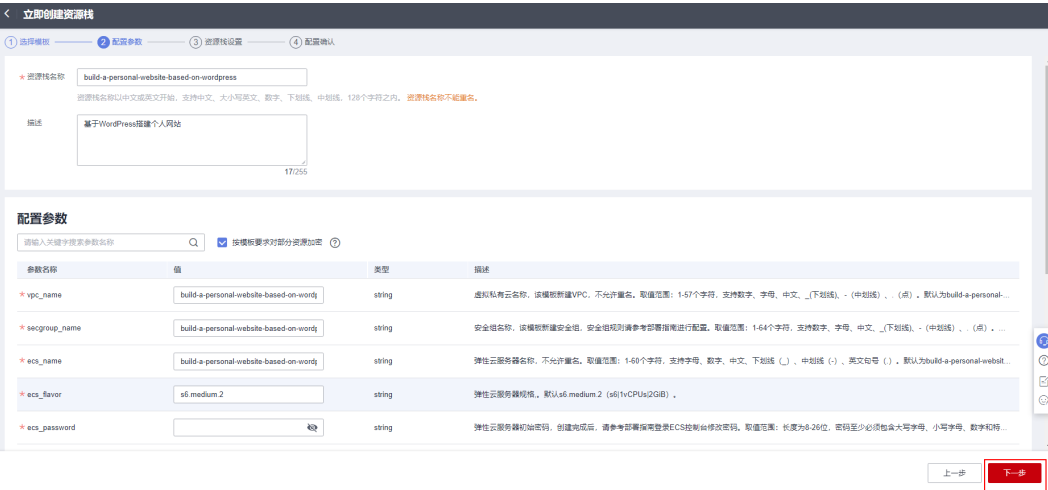 立即创建资源栈
1 选择模板 2 配置参数 3 资源栈设置 4 配置确认
* 资源栈名称 build-a-personal-website-based-on-wordpress
资源栈名称以中文或英文开始，支持中文、大小写英文、数字、下划线、中划线，128个字符之内。 资源栈名称不能重名。
描述 基于WordPress搭建个人网站
17/255
配置参数
请输入关键字搜素参数名称 按模板要求对部分资源加密
参数名称 值 类型 描述
* vpc_name build-a-personal-website-based-on-wordp string 虚拟私有云名称，该模板新建VPC，不允许重名。取值范围：1-57个字符，支持数字、字母、中文、_(下划线)、-（中划线）、.（点）。默认为build-a-personal-...
* secgroup_name build-a-personal-website-based-on-wordp string 安全组名称，该模板新建安全组，安全组规则请参考部署指南进行配置。取值范围：1-64个字符，支持数字、字母、中文、_(下划线)、-（中划线）、.（点）。...
* ecs_name build-a-personal-website-based-on-wordp string 弹性云服务器名称，不允许重名。取值范围：1-60个字符，支持字母、数字、中文、下划线（_）、中划线（-）、英文句号（.）。默认为build-a-personal-websit...
* ecs_flavor s6.medium.2 string 弹性云服务器规格,。默认s6.medium.2（s6|1vCPUs|2GiB）。
* ecs_password string 弹性云服务器初始密码，创建完成后，请参考部署指南登录ECS控制台修改密码。取值范围：长度为8-26位，密码至少必须包含大写字母、小写字母、数字和特...
上一步 下一步